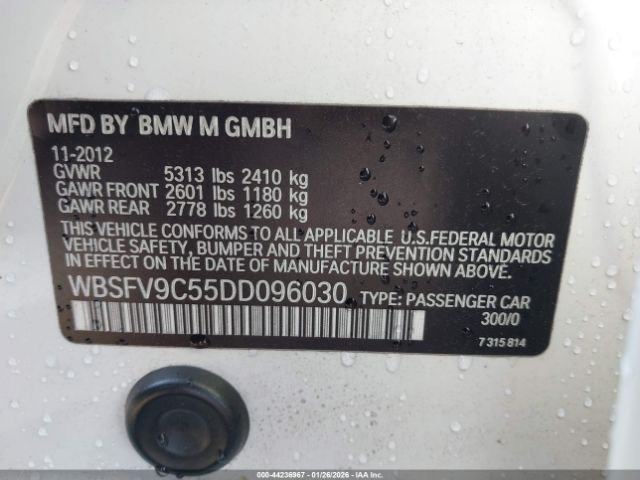 MFD BY BMW M GMBH
11-2012
GVWR 5313 lbs 2410 kg
GAWR FRONT 2601 lbs 1180 kg
GAWR REAR 2778 lbs 1260 kg
THIS VEHICLE CONFORMS TO ALL APPLICABLE U.S.FEDERAL MOTOR
VEHICLE SAFETY, BUMPER AND THEFT PREVENTION STANDARDS
IN EFFECT ON THE DATE OF MANUFACTURE SHOWN ABOVE.
WBSFV9C55DD096030 TYPE: PASSENGER CAR
300/0
7 315 814
000-44236967 | 01/26/2026 | IAA Inc.